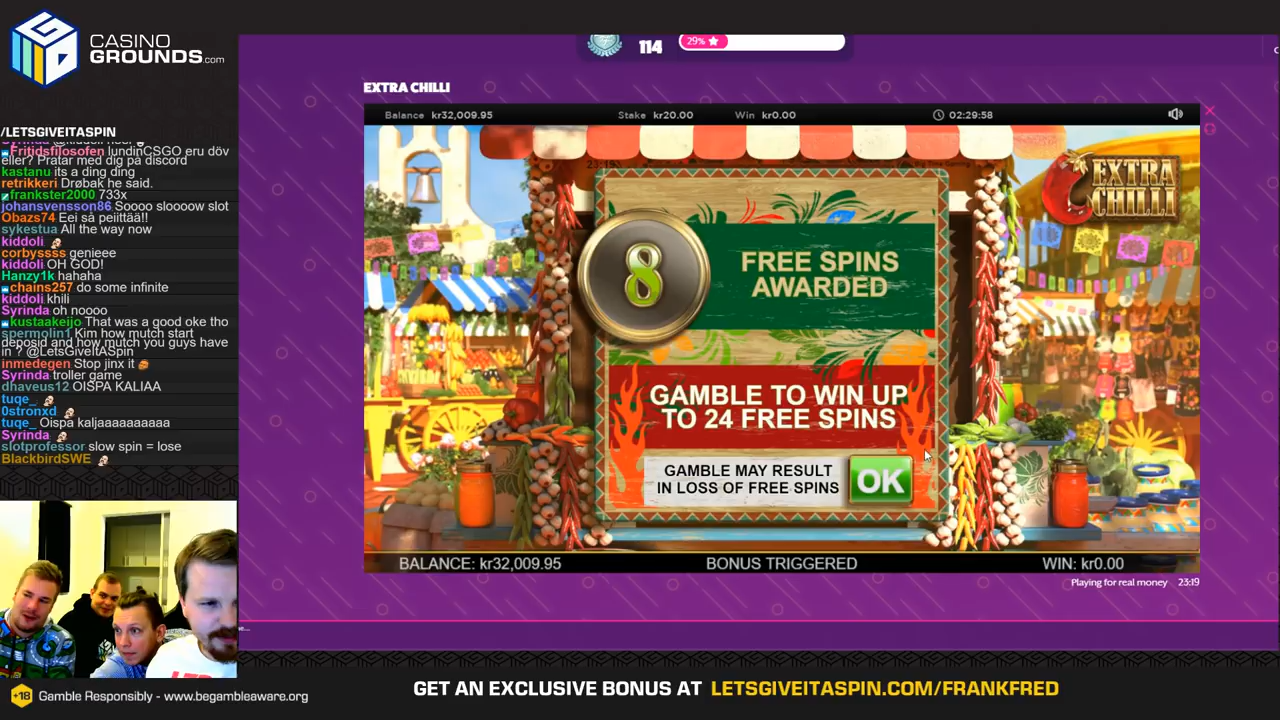 CASINO
GROUNDS.com
/LETSGIVEITASPIN
Fritidsfilosofen lundinCSGO eru döv
eller? Pratar med dig på discord
kastanu its a ding ding
retrikkeri Drøbak he said.
frankster2000 733x
johansvensson86 Soooo sloooow slot
Obazs74 Eei så peiittää!!
sykestua All the way now
kiddoli
corbyssss genieee
kiddoli OH GOD!
Hanzy1k hahaha
chains257 do some infinite
kiddoli khili
Syrinda oh noooo
kustaakeijo That was a good oke tho
spermolin1 Kim how mutch start
deposid and how mutch you guys have
in ? @LetsGiveItASpin
inmedegen Stop jinx it
Syrinda troller game
dhaveus12 OISPA KALIAA
tuqe_
0stronxd
tuqe_ Oispa kaljaaaaaaaaaa
Syrinda
slotprofessor slow spin = lose
BlackbirdSWE
114
29%
EXTRA CHILLI
Balance kr32,009.95
Stake kr20.00
Win kr0.00
02:29:58
EXTRA
CHILLI
8
FREE SPINS
AWARDED
GAMBLE TO WIN UP
TO 24 FREE SPINS
GAMBLE MAY RESULT
IN LOSS OF FREE SPINS
OK
BALANCE: kr32,009.95
BONUS TRIGGERED
WIN: kr0.00
Playing for real money 23:19
+18 Gamble Responsibly - www.begambleaware.org
GET AN EXCLUSIVE BONUS AT LETSGIVEITASPIN.COM/FRANKFRED